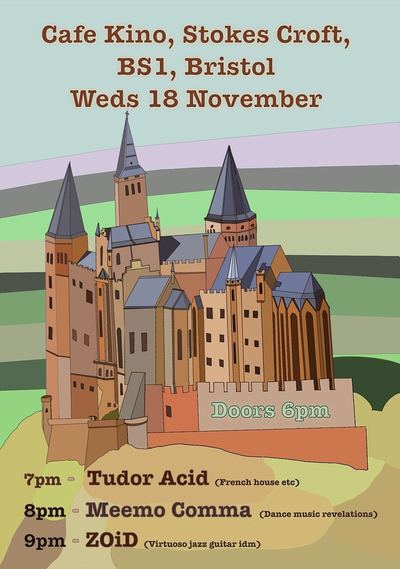 Cafe Kino, Stokes Croft,
BS1, Bristol
Weds 18 November
Doors 6pm
7pm - Tudor Acid (French house etc)
8pm - Meemo Comma (Dance music revelations)
9pm - ZOiD (Virtuoso jazz guitar idm)